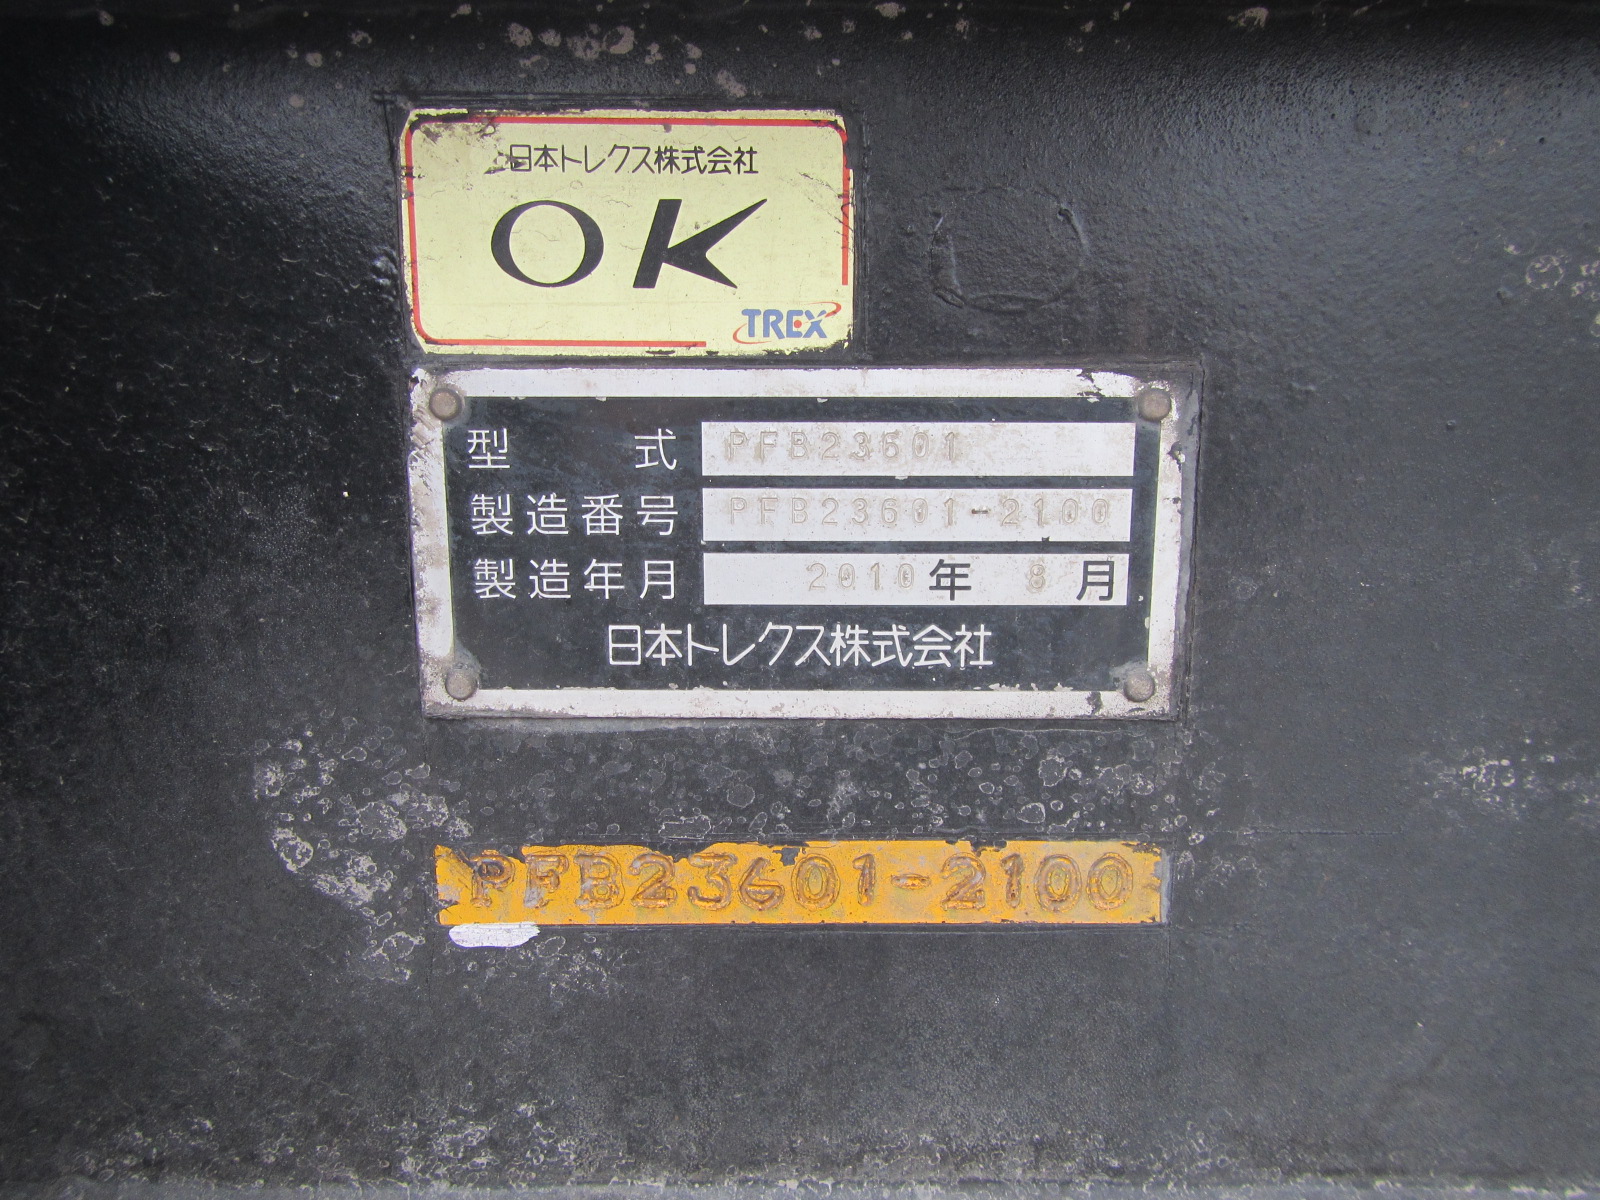 日本トレクス株式会社
OK
TREX
型式 PFB23601
製造番号 PFB23601-2100
製造年月 2010年 8月
日本トレクス株式会社
PFB23601-2100